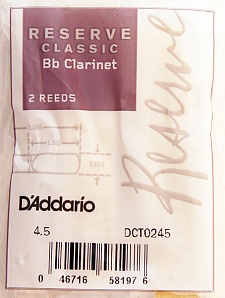 RESERVE
CLASSIC
Bb Clarinet
2 REEDS
Reserve
D'Addario
4.5 DCT0245
0 46716 58197 6